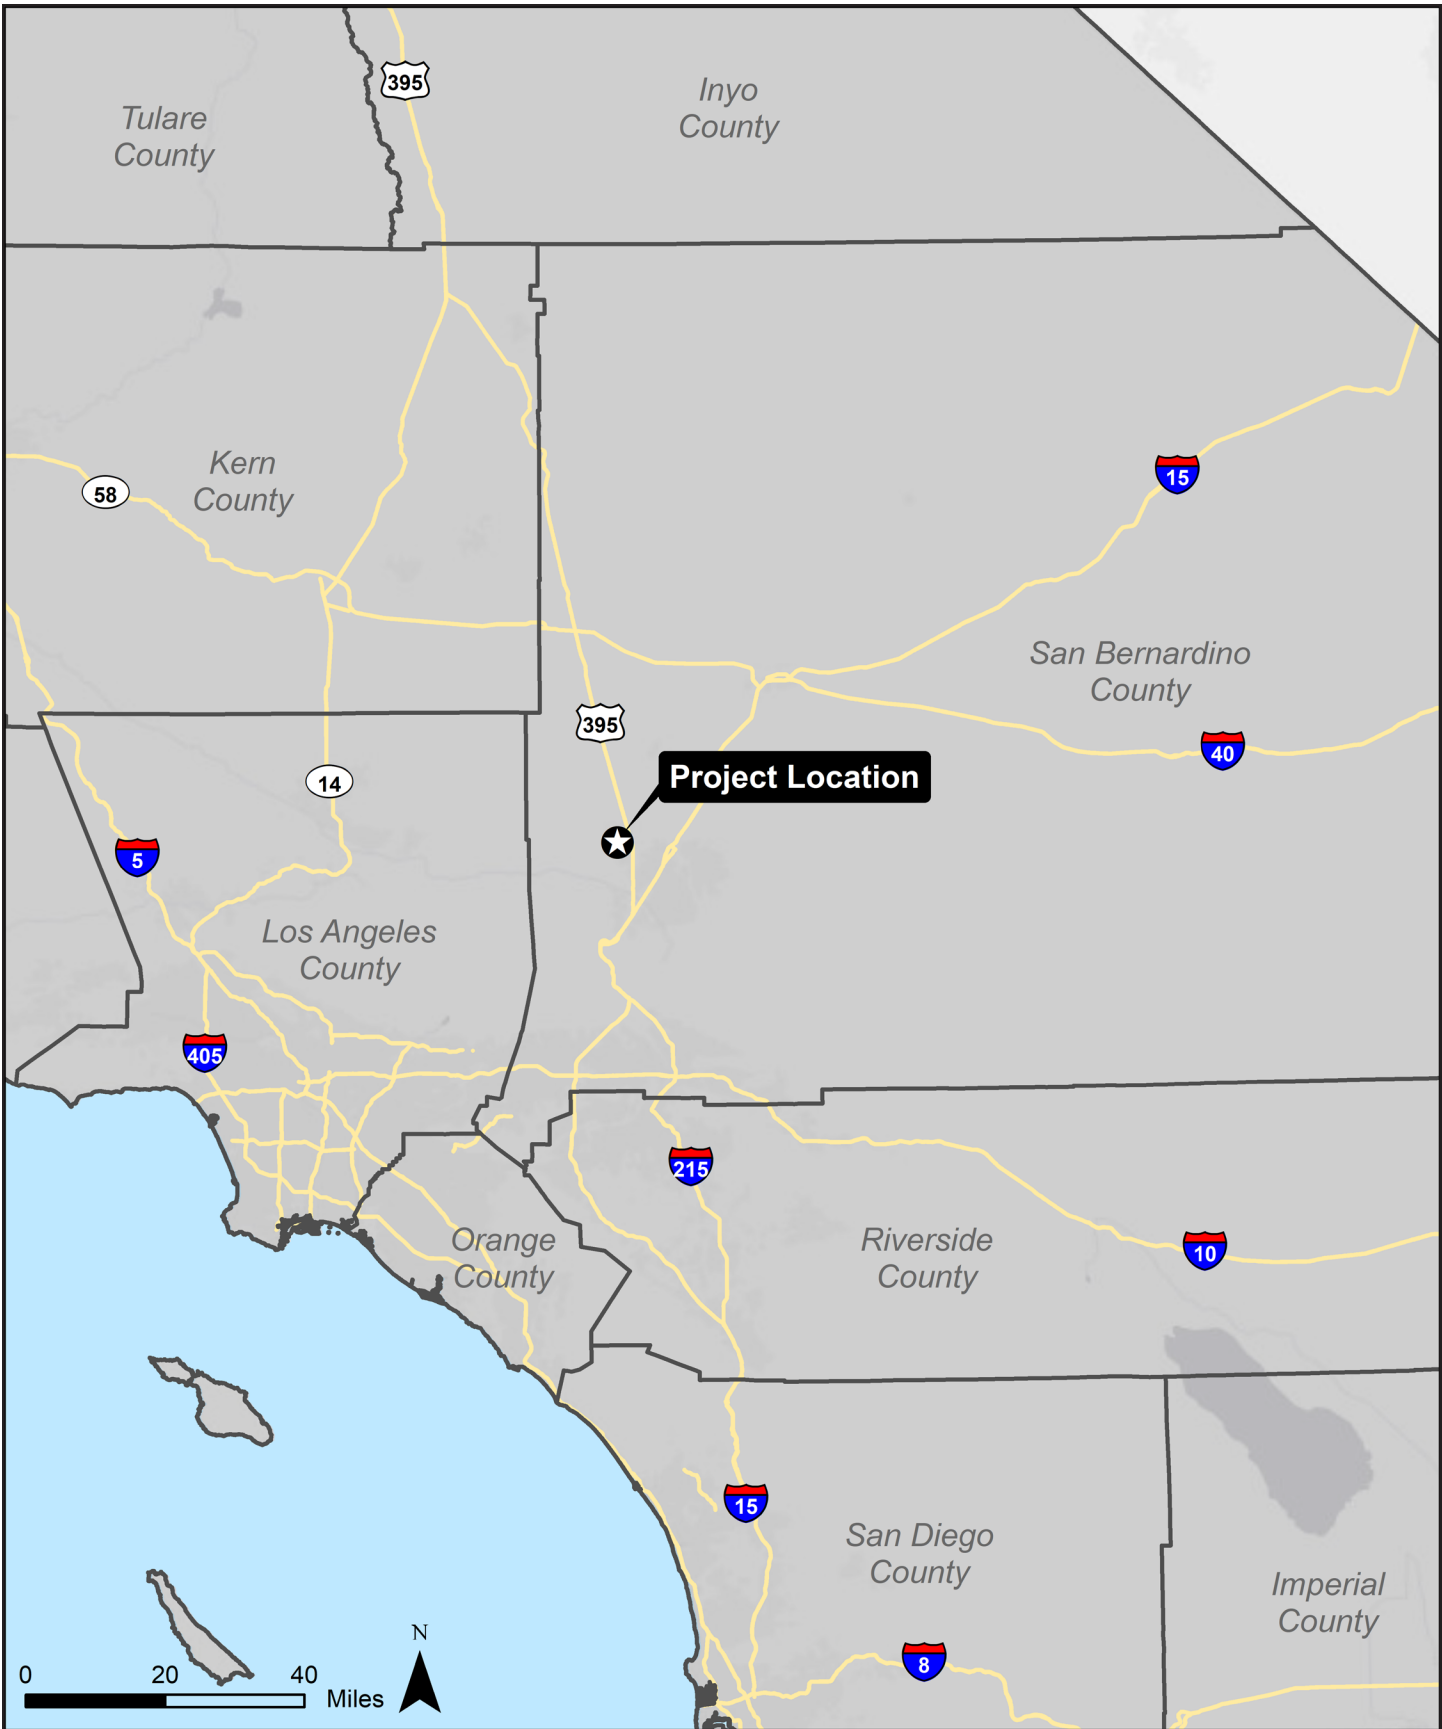 395
Inyo
County
Tulare
County
Kern
County
58
15
San Bernardino
County
395
40
Project Location
14
5
Los Angeles
County
405
215
Orange
County
Riverside
County
10
15
San Diego
County
Imperial
County
N
8
0 20 40
Miles